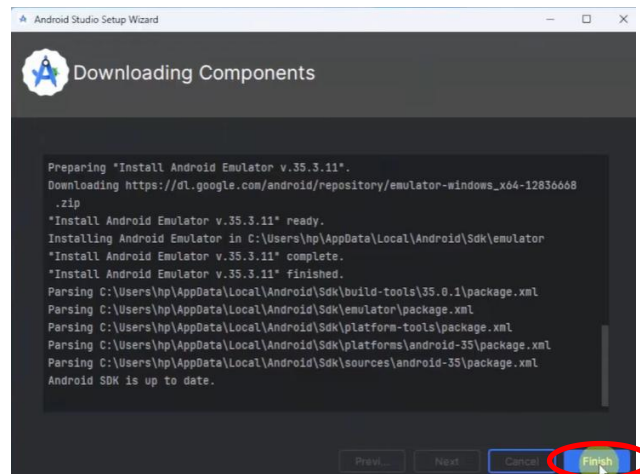 Android Studio Setup Wizard
Downloading Components
Preparing "Install Android Emulator v.35.3.11".
Downloading https://dl.google.com/android/repository/emulator-windows_x64-12836668
.zip
"Install Android Emulator v.35.3.11" ready.
Installing Android Emulator in C:\Users\hp\AppData\Local\Android\Sdk\emulator
"Install Android Emulator v.35.3.11" complete.
"Install Android Emulator v.35.3.11" finished.
Parsing C:\Users\hp\AppData\Local\Android\Sdk\build-tools\35.0.1\package.xml
Parsing C:\Users\hp\AppData\Local\Android\Sdk\emulator\package.xml
Parsing C:\Users\hp\AppData\Local\Android\Sdk\platform-tools\package.xml
Parsing C:\Users\hp\AppData\Local\Android\Sdk\platforms\android-35\package.xml
Parsing C:\Users\hp\AppData\Local\Android\Sdk\sources\android-35\package.xml
Android SDK is up to date.
Previ... Next Cancel Finish